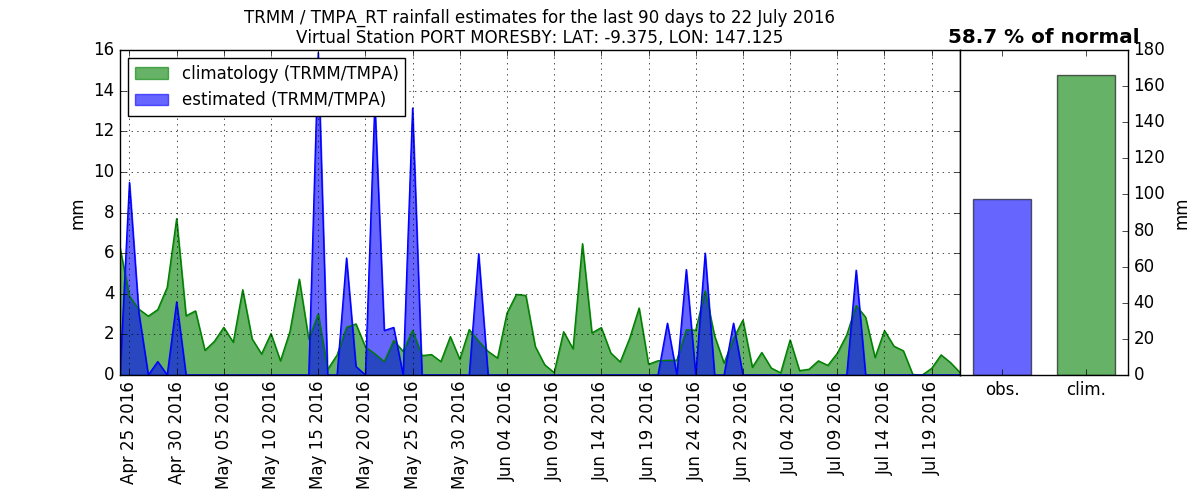 TRMM / TMPA_RT rainfall estimates for the last 90 days to 22 July 2016
Virtual Station PORT MORESBY: LAT: -9.375, LON: 147.125
58.7 % of normal
climatology (TRMM/TMPA)
estimated (TRMM/TMPA)
mm
16
14
12
10
8
6
4
2
0
Apr 25 2016
Apr 30 2016
May 05 2016
May 10 2016
May 15 2016
May 20 2016
May 25 2016
May 30 2016
Jun 04 2016
Jun 09 2016
Jun 14 2016
Jun 19 2016
Jun 24 2016
Jun 29 2016
Jul 04 2016
Jul 09 2016
Jul 14 2016
Jul 19 2016
obs.
clim.
180
160
140
120
100
80
60
40
20
0
mm